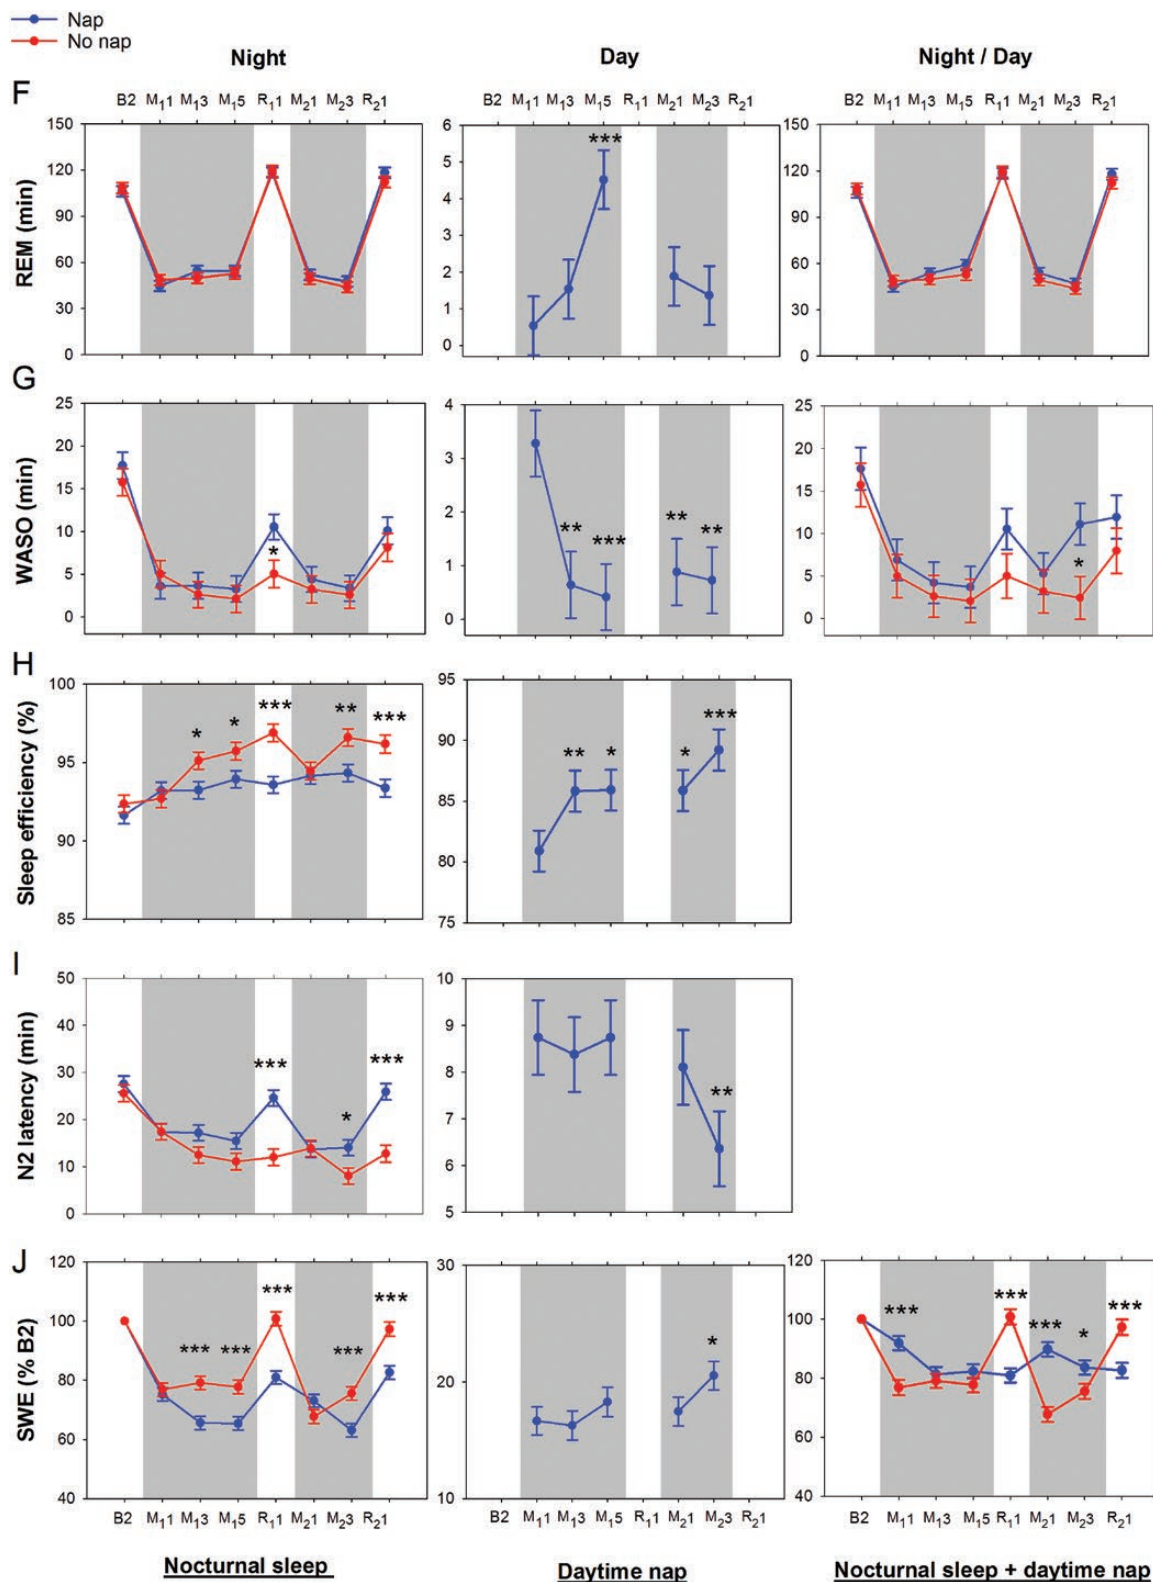 Nap
No nap
Night Day Night / Day
F
B2 M11 M13 M15 R11 M21 M23 R21 B2 M11 M13 M15 R11 M21 M23 R21 B2 M11 M13 M15 R11 M21 M23 R21
REM (min)
150 120 90 60 30 0
6 5 4 3 2 1 0
150 120 90 60 30 0
***
G
WASO (min)
25 20 15 10 5 0
4 3 2 1 0
25 20 15 10 5 0
*
** *** ** **
*
H
Sleep efficiency (%)
100 95 90 85
95 90 85 80 75
* * *** ** ***
** * * ***
I
N2 latency (min)
50 40 30 20 10 0
10 9 8 7 6 5
*** * ***
**
J
SWE (% B2)
120 100 80 60 40
30 20 10
120 100 80 60 40
*** *** *** *** ***
*
*** *** *** * ***
B2 M11 M13 M15 R11 M21 M23 R21 B2 M11 M13 M15 R11 M21 M23 R21 B2 M11 M13 M15 R11 M21 M23 R21
Nocturnal sleep Daytime nap Nocturnal sleep + daytime nap